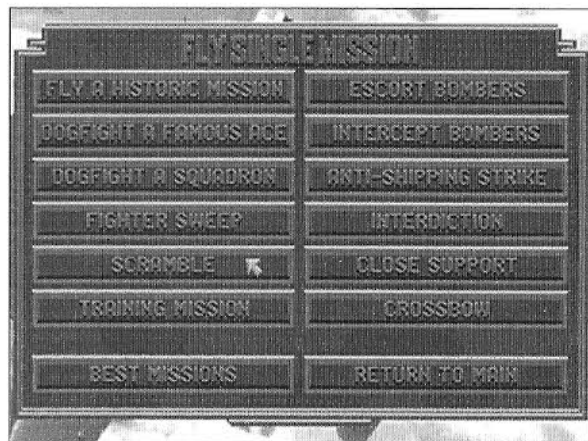 FLY SINGLE MISSION
FLY A HISTORIC MISSION
DOGFIGHT A FAMOUS ACE
DOGFIGHT A SQUADRON
FIGHTER SWEEP
SCRAMBLE
TRAINING MISSION
BEST MISSIONS
ESCORT BOMBERS
INTERCEPT BOMBERS
ANTI-SHIPPING STRIKE
INTERDICTION
CLOSE SUPPORT
CROSSBOW
RETURN TO MAIN